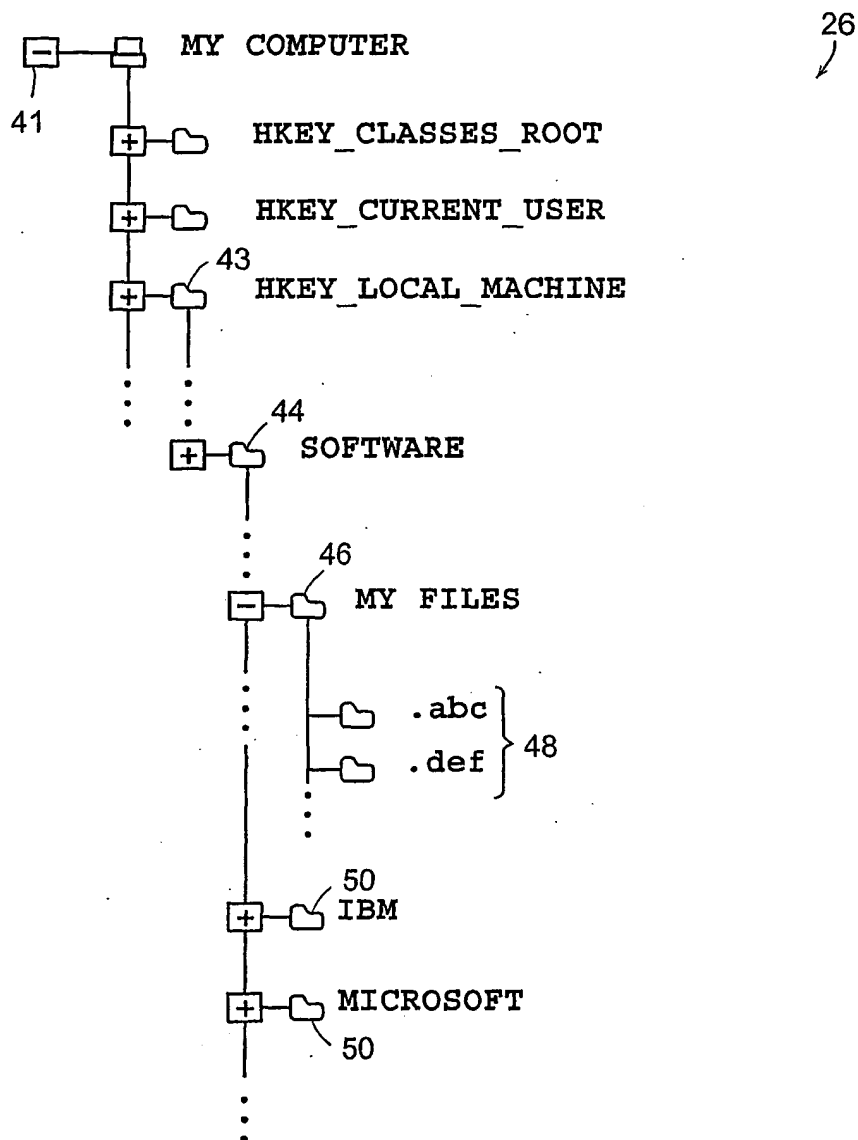 26
MY COMPUTER
41
HKEY_CLASSES_ROOT
HKEY_CURRENT_USER
43
HKEY_LOCAL_MACHINE
44
SOFTWARE
46
MY FILES
.abc
48
.def
50
IBM
MICROSOFT
50